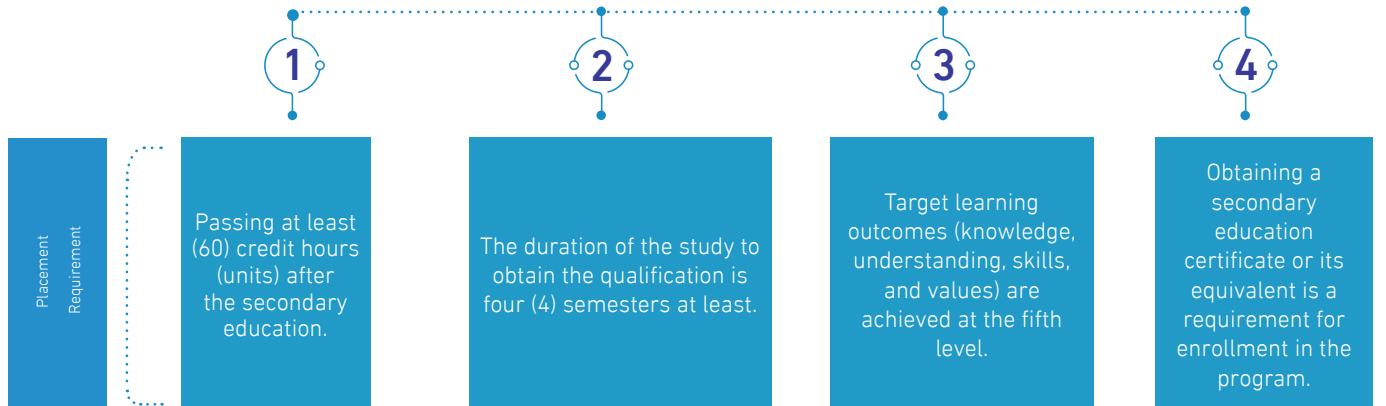 1
2
3
4
Placement
Requirement
Passing at least
(60) credit hours
(units) after
the secondary
education.
The duration of the study to
obtain the qualification is
four (4) semesters at least.
Target learning
outcomes (knowledge,
understanding, skills,
and values) are
achieved at the fifth
level.
Obtaining a
secondary
education
certificate or its
equivalent is a
requirement for
enrollment in the
program.